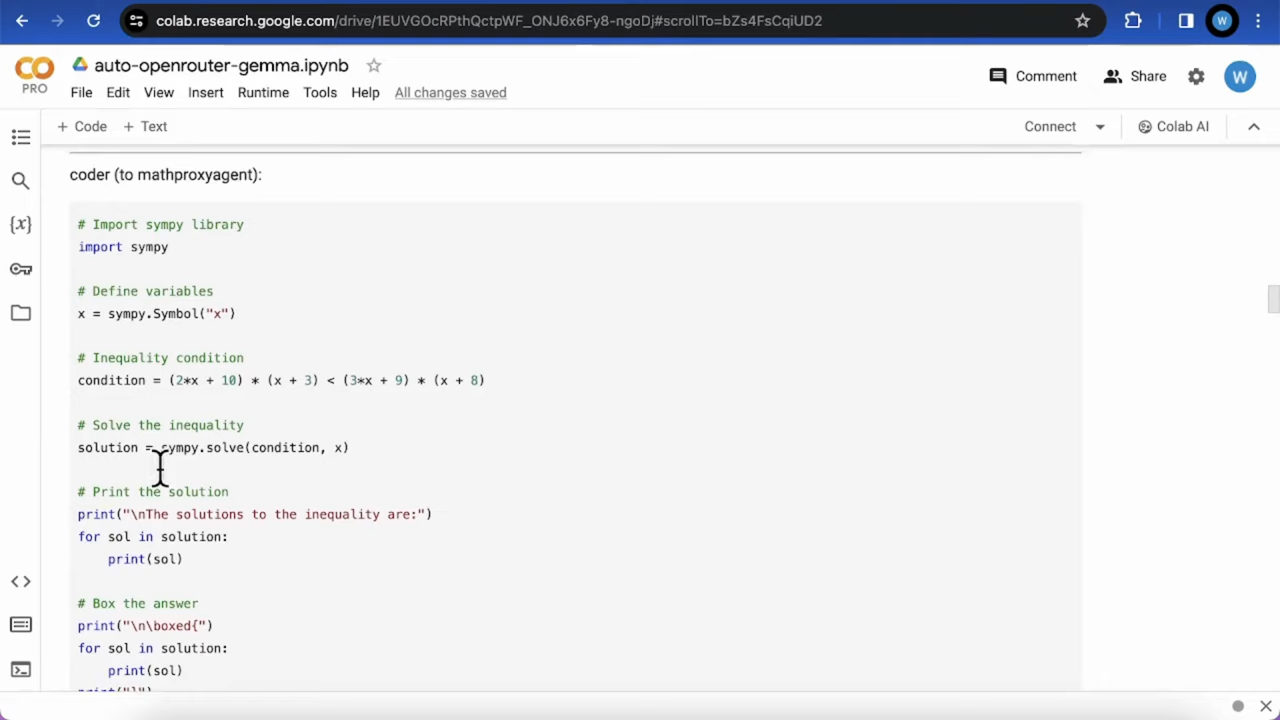 colab.research.google.com/drive/1EUVGOcRPthQctpWF_ONJ6x6Fy8-ngoDj#scrollTo=bZs4FsCqiUD2
W
CO
PRO
auto-openrouter-gemma.ipynb
Comment
Share
W
File Edit View Insert Runtime Tools Help All changes saved
+ Code + Text
Connect
Colab AI
coder (to mathproxyagent):
# Import sympy library
import sympy
# Define variables
x = sympy.Symbol("x")
# Inequality condition
condition = (2*x + 10) * (x + 3) < (3*x + 9) * (x + 8)
# Solve the inequality
solution = sympy.solve(condition, x)
# Print the solution
print("\nThe solutions to the inequality are:")
for sol in solution:
print(sol)
# Box the answer
print("\n\boxed{")
for sol in solution:
print(sol)